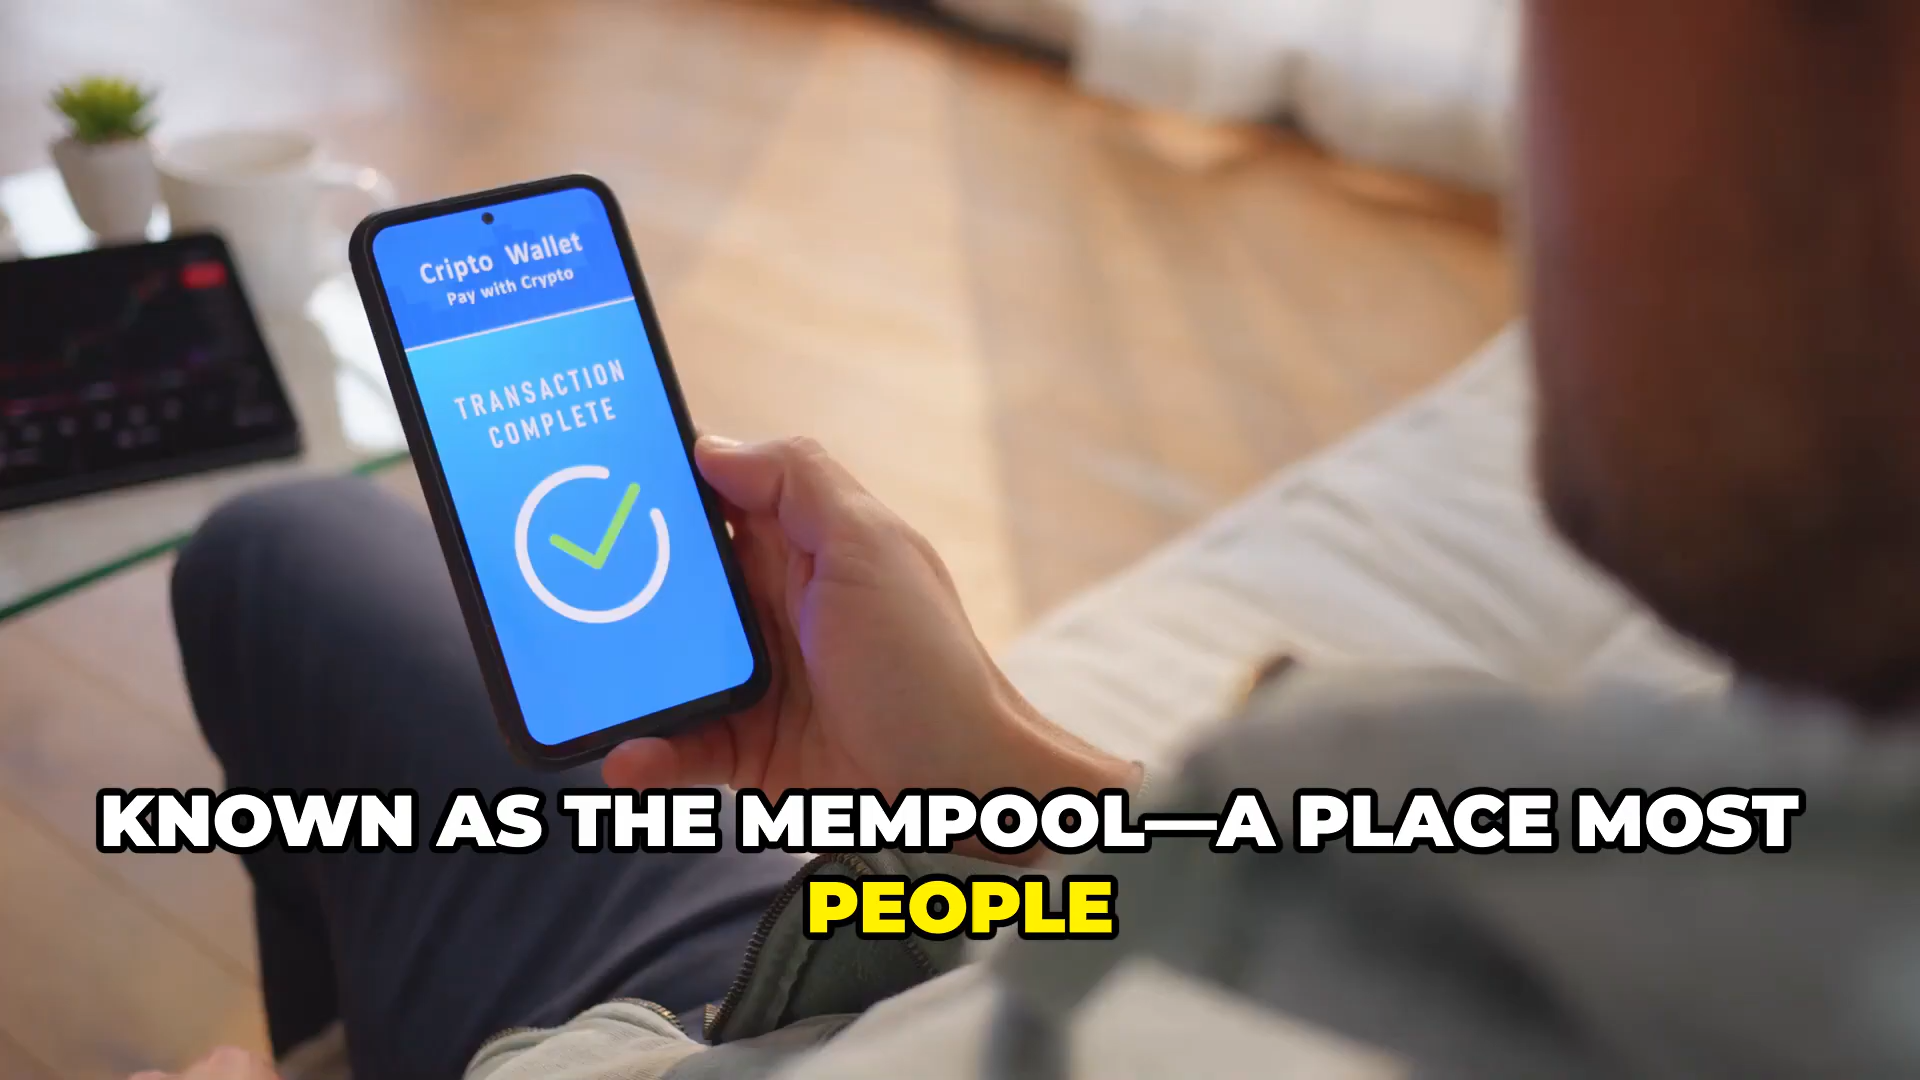 Cripto Wallet
Pay with Crypto
TRANSACTION
COMPLETE
KNOWN AS THE MEMPOOL—A PLACE MOST
PEOPLE